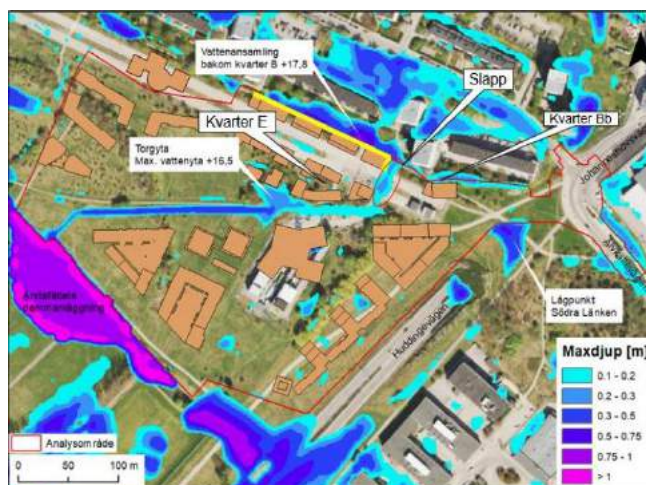 Vattenansamling
bakom kvarter B +17,8
Släpp
Kvarter E
Kvarter Bb
Torgyta
Max. vattenyta +16,5
dammanläggning
Huddingevägen
Lågpunkt
Södra Länken
Maxdjup [m]
0.1 - 0.2
0.2 - 0.3
0.3 - 0.5
0.5 - 0.75
0.75 - 1
> 1
Analysområde
0 50 100 m